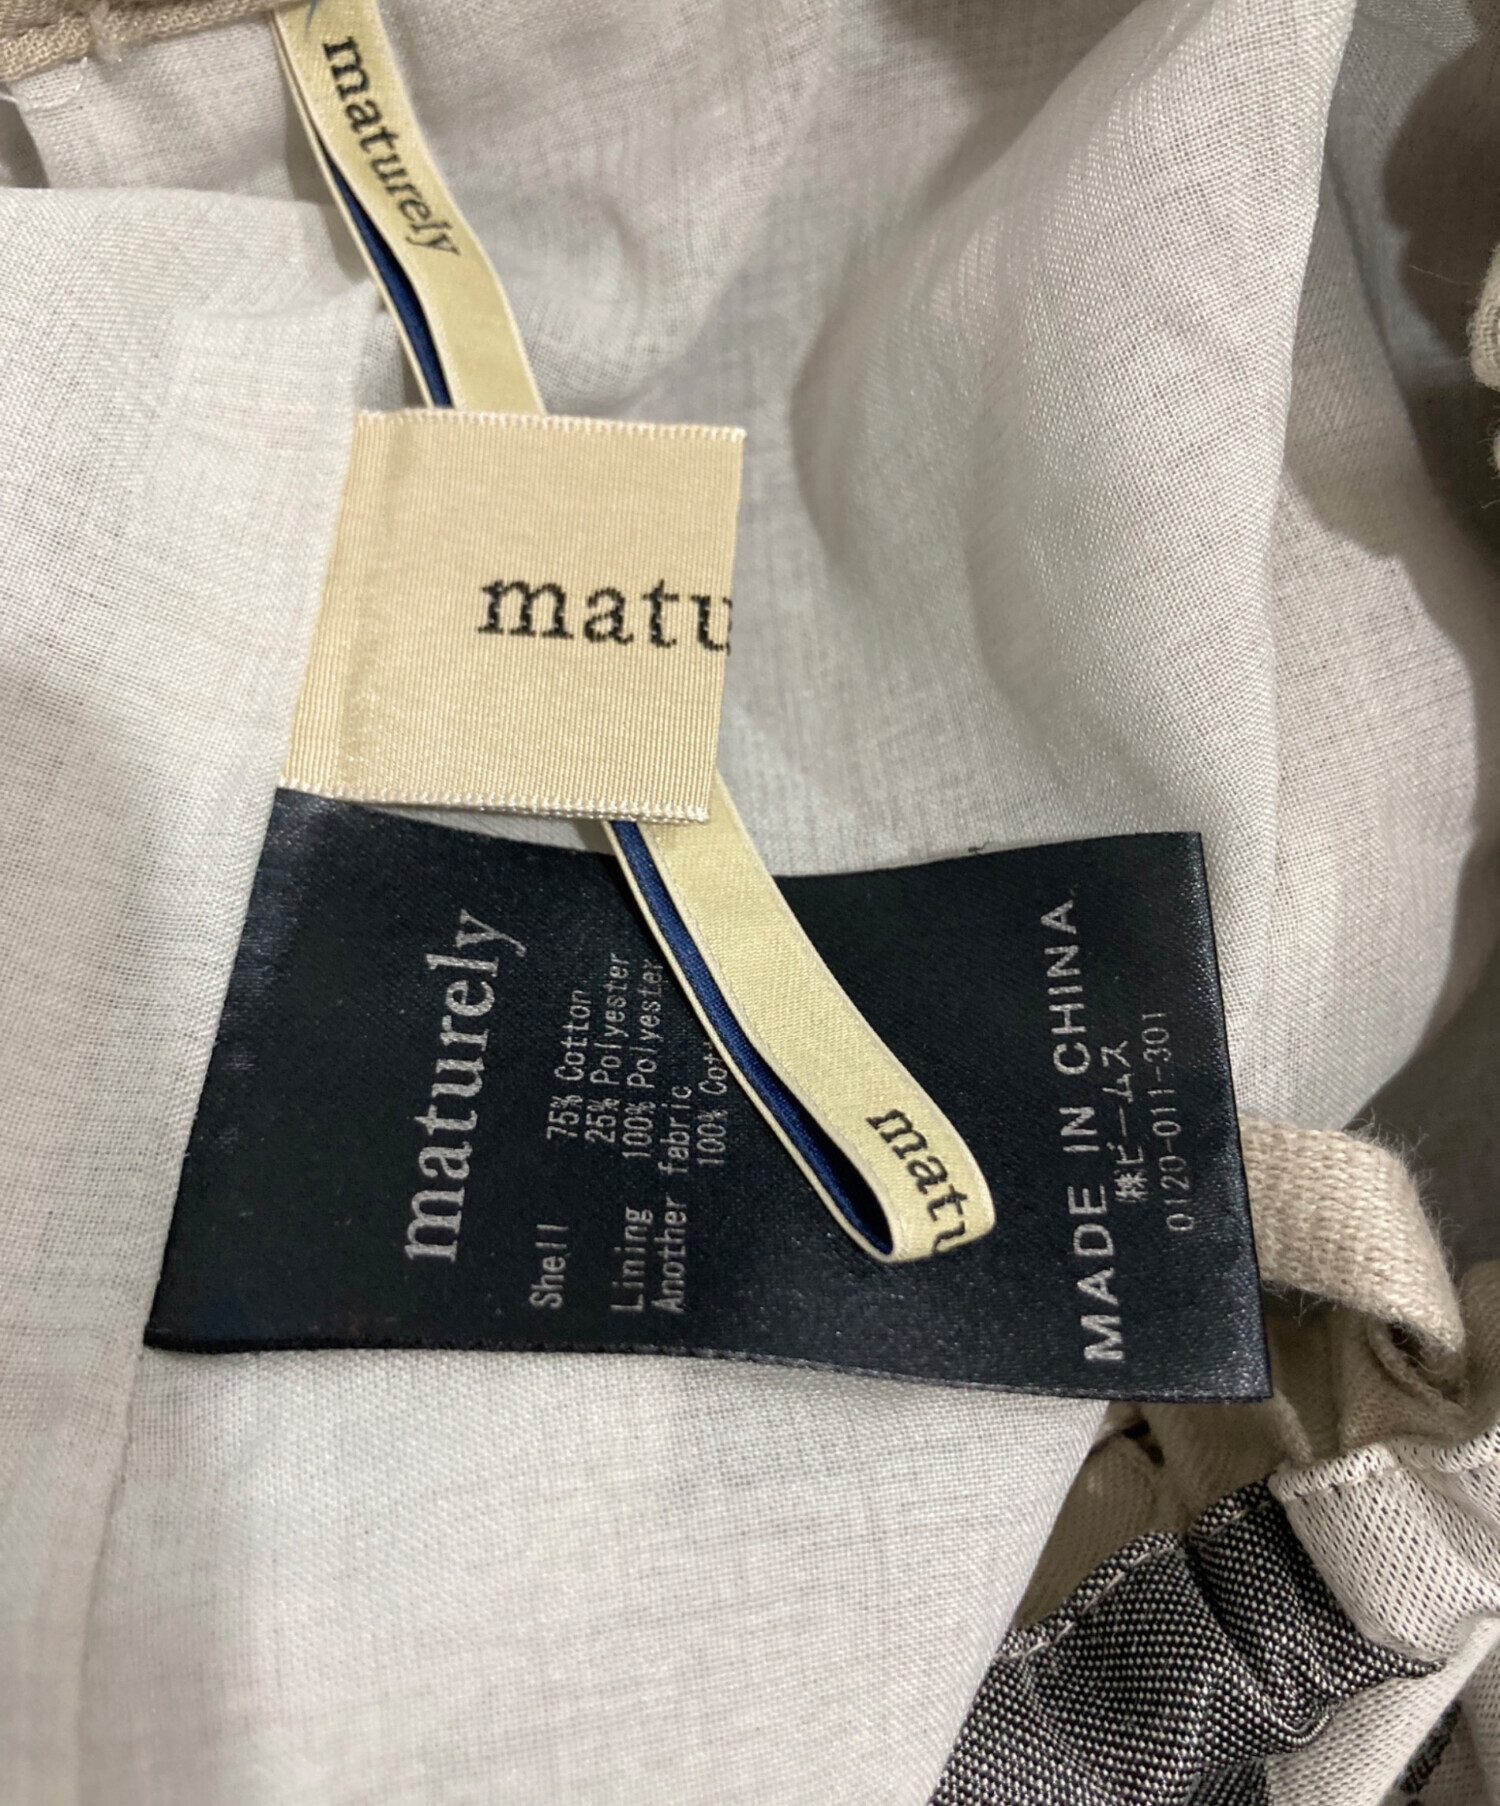 maturely
matu
maturely
Shell 75% Cotton
25% Polyester
Lining 100% Polyester
Another fabric
100% Cot
matu
MADE IN CHINA
㈱ビームス
0120-011-301